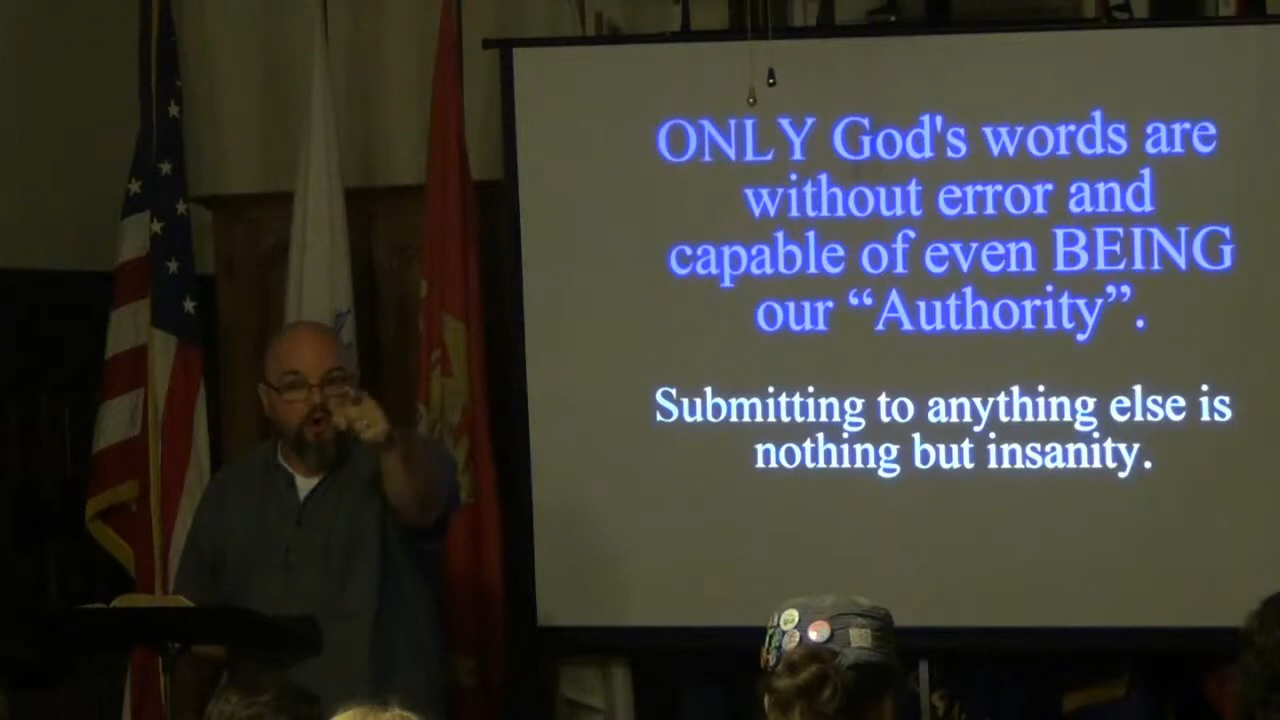 ONLY God's words are
without error and
capable of even BEING
our “Authority”.
Submitting to anything else is
nothing but insanity.